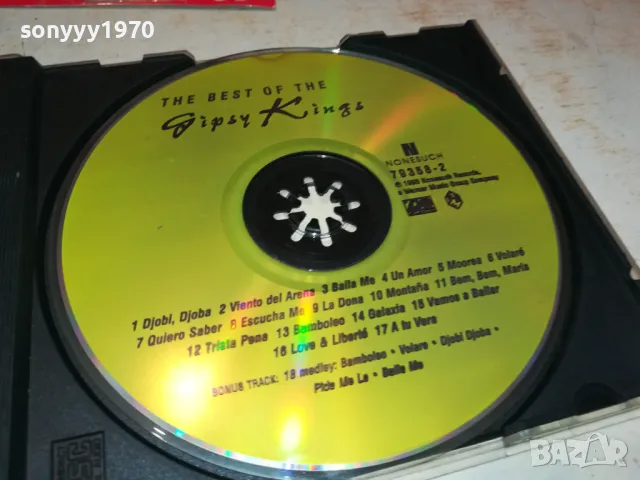 sonyyy1970
THE BEST OF THE
Gipsy Kings
N
NONESUCH
79358-2
1 Djobi, Djoba 2 Viento del Arena 3 Baila Me 4 Un Amor 5 Moorea 6 Volaré
7 Quiero Saber 8 Escucha Me 9 La Dona 10 Montaña 11 Bem, Bem, Maria
12 Trista Pena 13 Bamboleo 14 Galaxia 15 Vamos a Bailar
16 Love & Liberté 17 A tu Vera
BONUS TRACK: 18 medley: Bamboleo • Volare • Djobi Djoba •
Pide Me La • Baila Me
BAZAR
bg